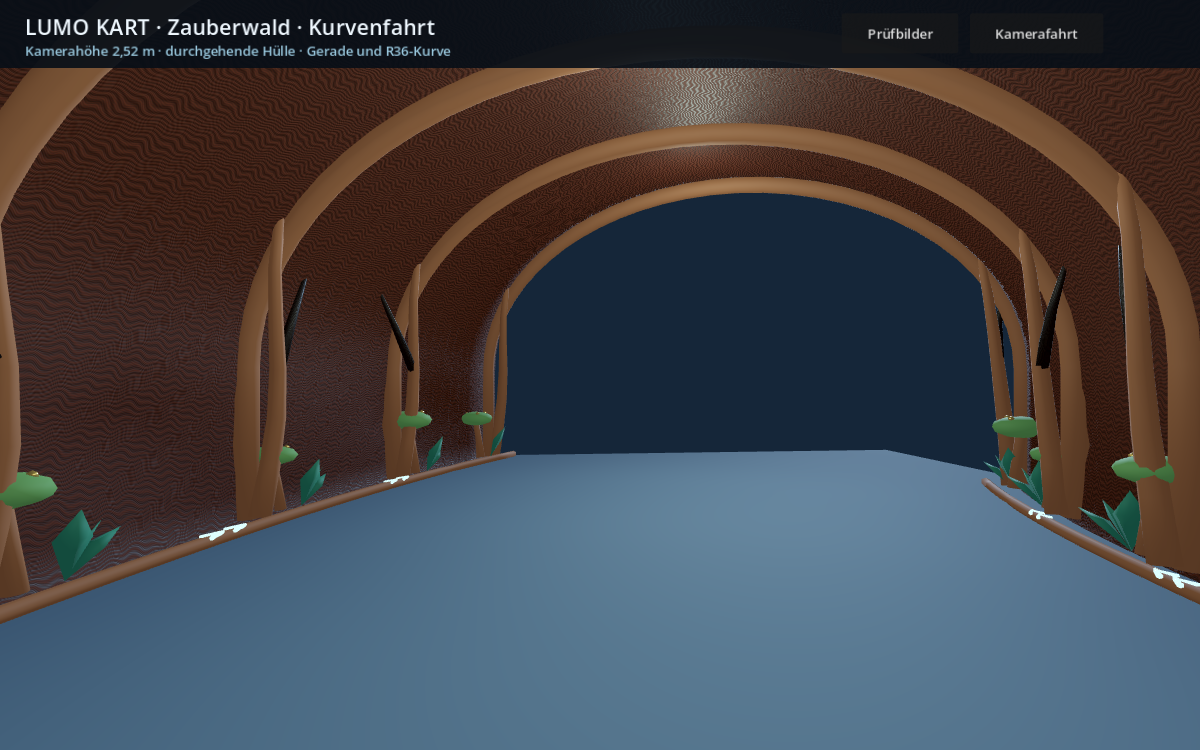 LUMO KART · Zauberwald · Kurvenfahrt
Kamerahöhe 2,52 m · durchgehende Hülle · Gerade und R36-Kurve
Prüfbilder
Kamerafahrt